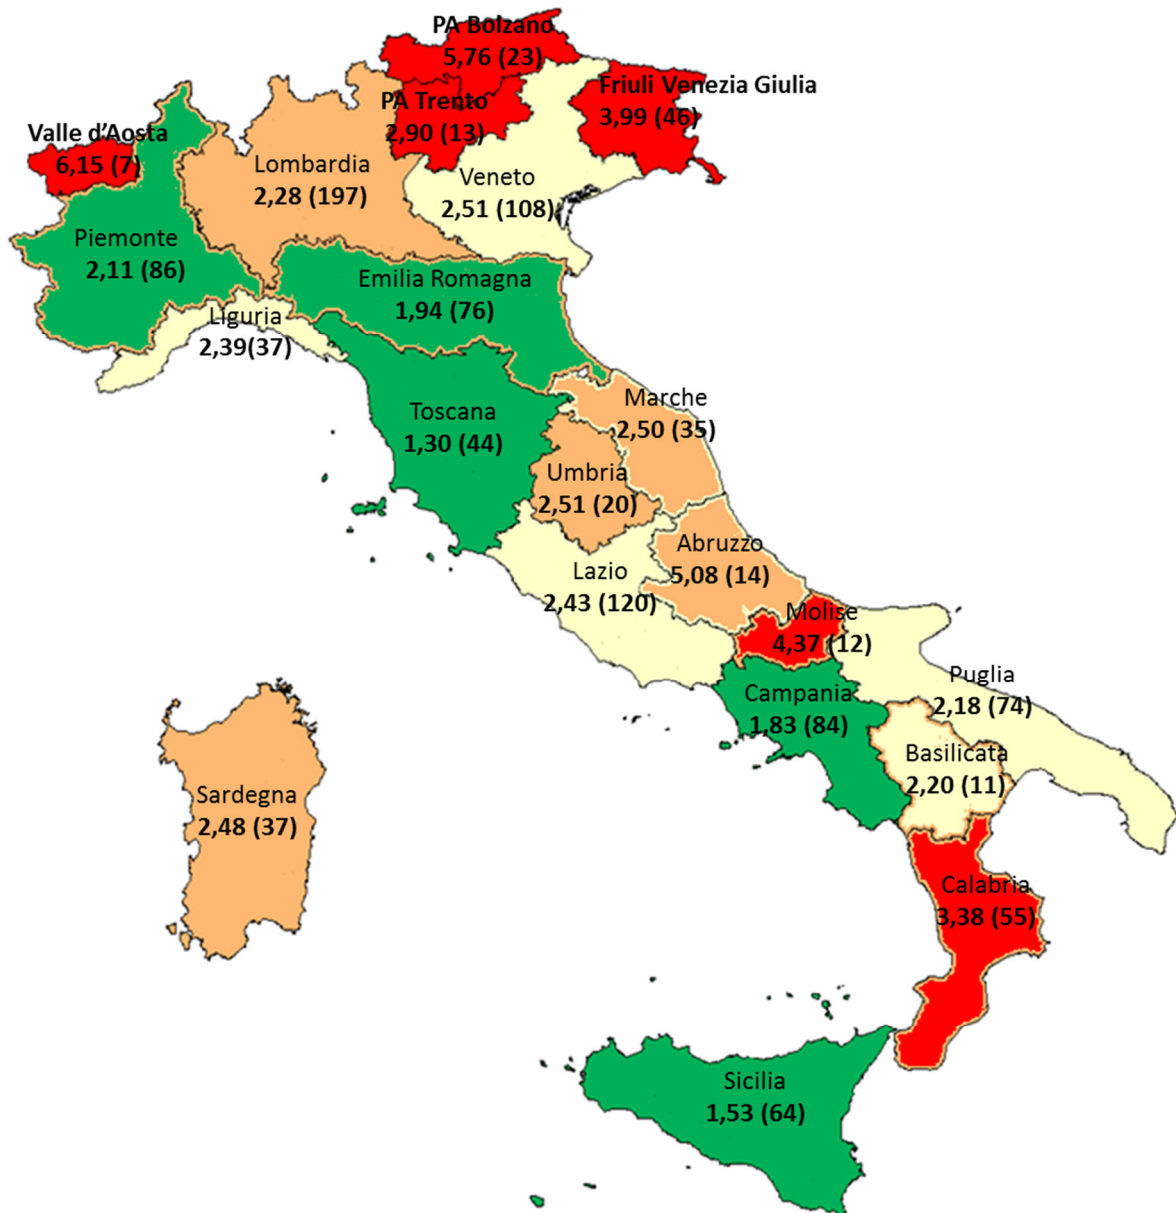 PA Bolzano
5,76 (23)
Friuli Venezia Giulia
3,99 (46)
PA Trento
2,90 (13)
Valle d'Aosta
6,15 (7)
Lombardia
2,28 (197)
Veneto
2,51 (108)
Piemonte
2,11 (86)
Emilia Romagna
1,94 (76)
Liguria
2,39(37)
Toscana
1,30 (44)
Marche
2,50 (35)
Umbria
2,51 (20)
Abruzzo
5,08 (14)
Lazio
2,43 (120)
Molise
4,37 (12)
Campania
1,83 (84)
Puglia
2,18 (74)
Basilicata
2,20 (11)
Sardegna
2,48 (37)
Calabria
3,38 (55)
Sicilia
1,53 (64)